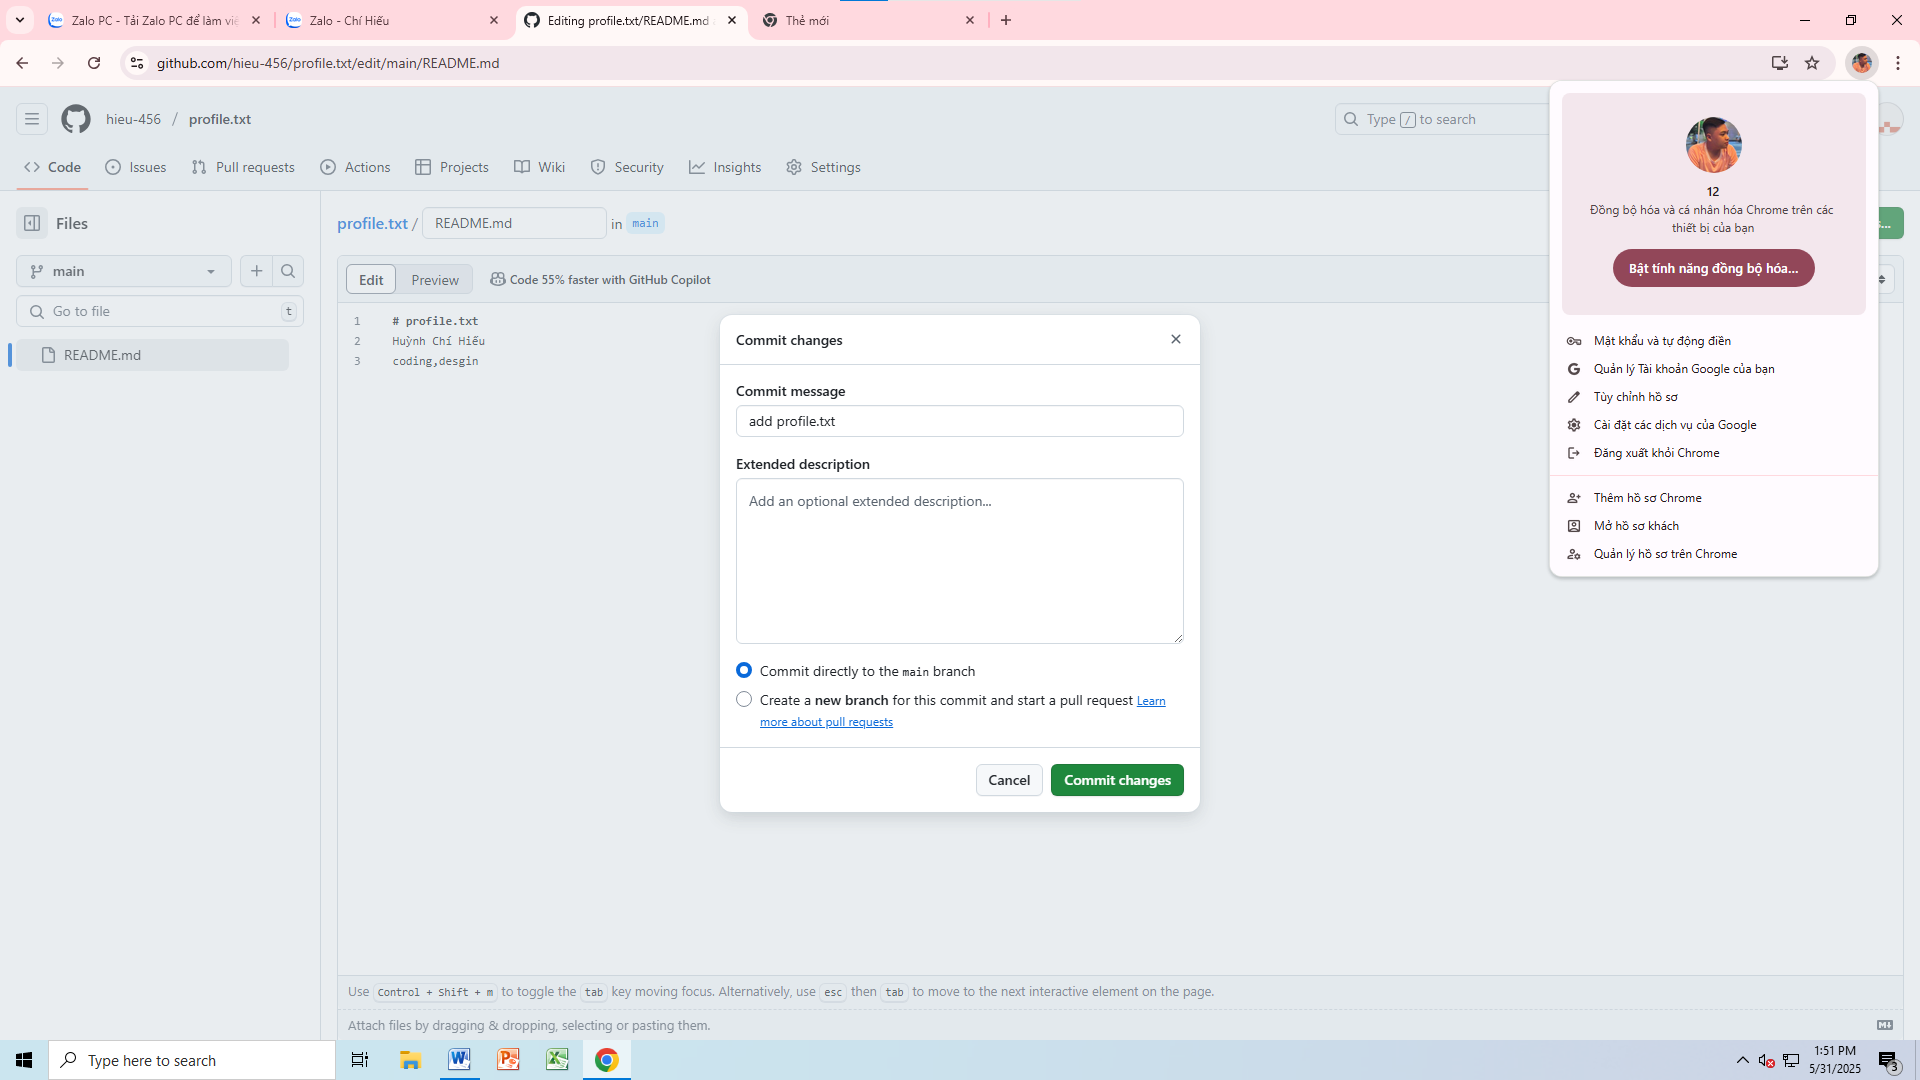 Zalo PC - Tải Zalo PC để làm việ
Zalo - Chí Hiếu
Editing profile.txt/README.md
Thẻ mới
github.com/hieu-456/profile.txt/edit/main/README.md
hieu-456 / profile.txt
Type / to search
Code
Issues
Pull requests
Actions
Projects
Wiki
Security
Insights
Settings
Files
main
Go to file
t
README.md
profile.txt / README.md in main
Edit
Preview
Code 55% faster with GitHub Copilot
1 # profile.txt
2 Huỳnh Chí Hiếu
3 coding,desgin
Commit changes
Commit message
add profile.txt
Extended description
Add an optional extended description...
Commit directly to the main branch
Create a new branch for this commit and start a pull request Learn
more about pull requests
Cancel
Commit changes
12
Đồng bộ hóa và cá nhân hóa Chrome trên các
thiết bị của bạn
Bật tính năng đồng bộ hóa...
Mật khẩu và tự động điền
Quản lý Tài khoản Google của bạn
Tùy chỉnh hồ sơ
Cài đặt các dịch vụ của Google
Đăng xuất khỏi Chrome
Thêm hồ sơ Chrome
Mở hồ sơ khách
Quản lý hồ sơ trên Chrome
Use Control + Shift + m to toggle the tab key moving focus. Alternatively, use esc then tab to move to the next interactive element on the page.
Attach files by dragging & dropping, selecting or pasting them.
Type here to search
1:51 PM
5/31/2025
3